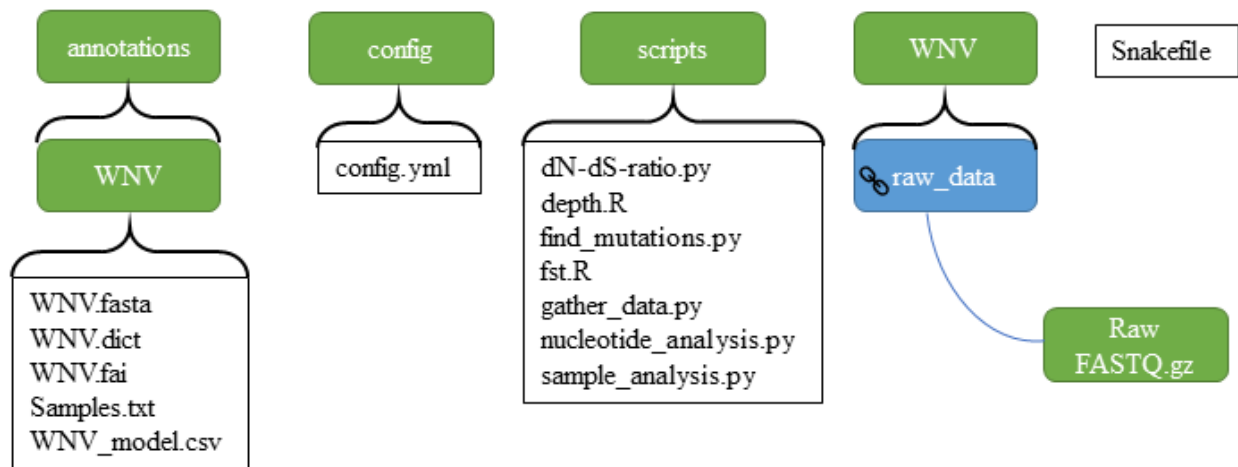 annotations
config
scripts
WNV
Snakefile
WNV
config.yml
dN-dS-ratio.py
depth.R
find_mutations.py
fst.R
gather_data.py
nucleotide_analysis.py
sample_analysis.py
raw_data
WNV.fasta
WNV.dict
WNV.fai
Samples.txt
WNV_model.csv
Raw
FASTQ.gz